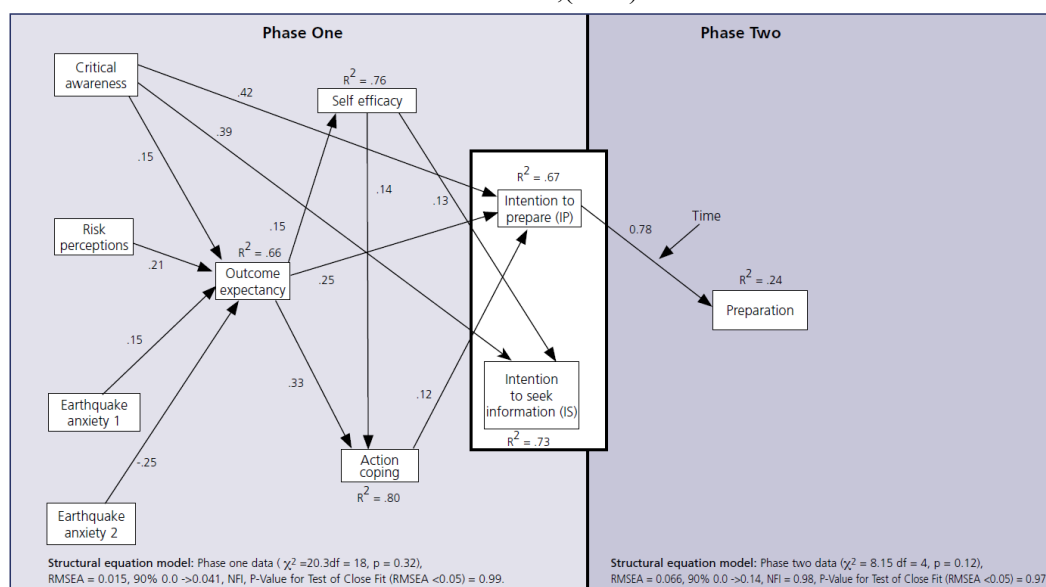 Phase One
Phase Two
Critical
awareness
R2 = .76
Self efficacy
.42
.39
.15
.14
R2 = .67
.13
Intention to
prepare (IP)
Time
0.78
Risk
perceptions
.15
R2 = .66
.21
Outcome
expectancy
.25
R2 = .24
Preparation
.15
.33
Intention
to seek
information (IS)
.12
Earthquake
anxiety 1
R2 = .73
-.25
Action
coping
R2 = .80
Earthquake
anxiety 2
Structural equation model: Phase one data ( χ2 =20.3df = 18, p = 0.32),
RMSEA = 0.015, 90% 0.0 ->0.041, NFI, P-Value for Test of Close Fit (RMSEA <0.05) = 0.99.
Structural equation model: Phase two data (χ2 = 8.15 df = 4, p = 0.12),
RMSEA = 0.066, 90% 0.0 ->0.14, NFI = 0.98, P-Value for Test of Close Fit (RMSEA <0.05) = 0.97